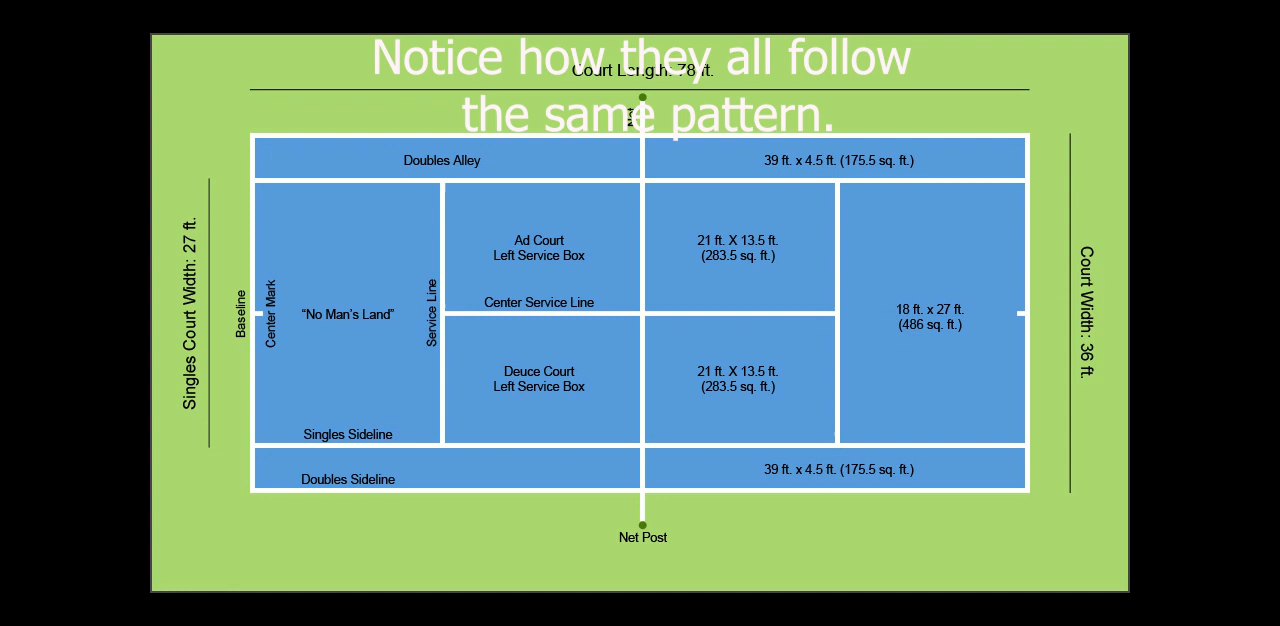 Notice how they all follow
the same pattern.
Court Length: 78 ft.
Doubles Alley
39 ft. x 4.5 ft. (175.5 sq. ft.)
Singles Court Width: 27 ft.
Baseline
Center Mark
“No Man’s Land”
Service Line
Ad Court
Left Service Box
Center Service Line
Deuce Court
Left Service Box
21 ft. X 13.5 ft.
(283.5 sq. ft.)
21 ft. X 13.5 ft.
(283.5 sq. ft.)
18 ft. x 27 ft.
(486 sq. ft.)
Court Width: 36 ft.
Singles Sideline
Doubles Sideline
39 ft. x 4.5 ft. (175.5 sq. ft.)
Net Post